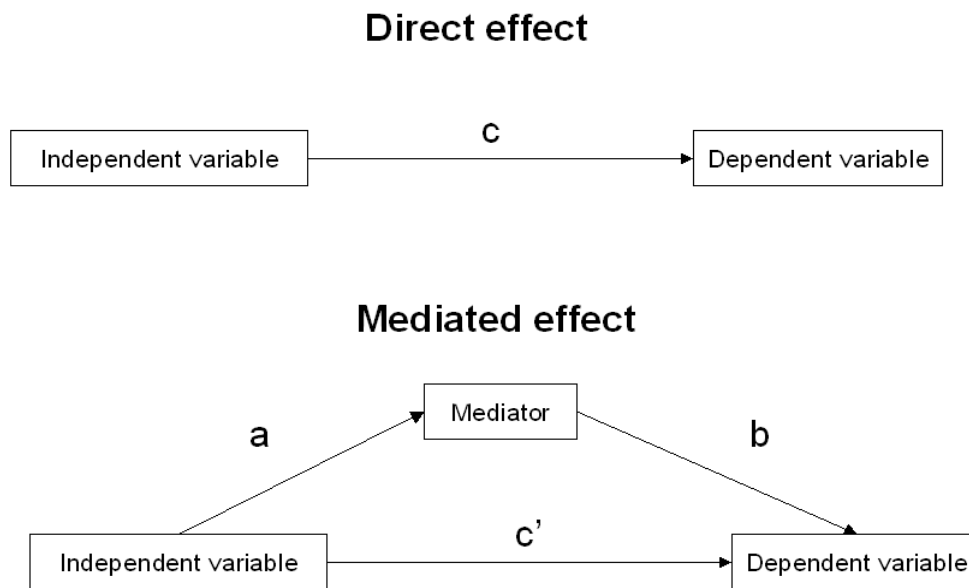 Direct effect
c
Independent variable
Dependent variable
Mediated effect
Mediator
a
b
c’
Independent variable
Dependent variable